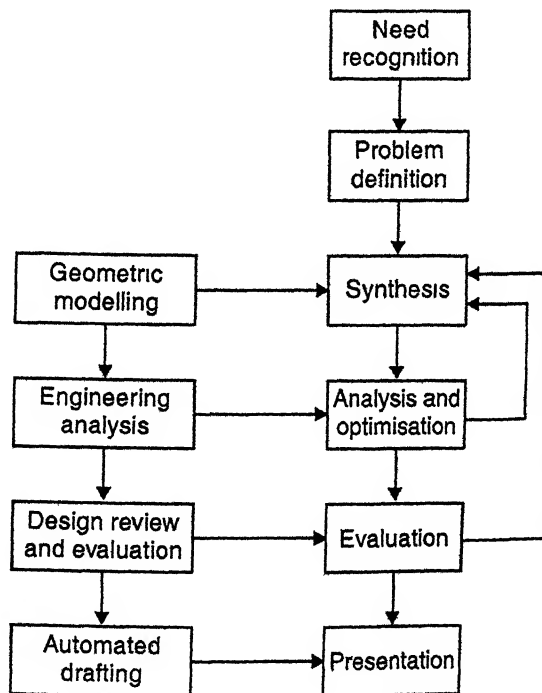 Need
recognition
Problem
definition
Geometric
modelling
Synthesis
Engineering
analysis
Analysis and
optimisation
Design review
and evaluation
Evaluation
Automated
drafting
Presentation